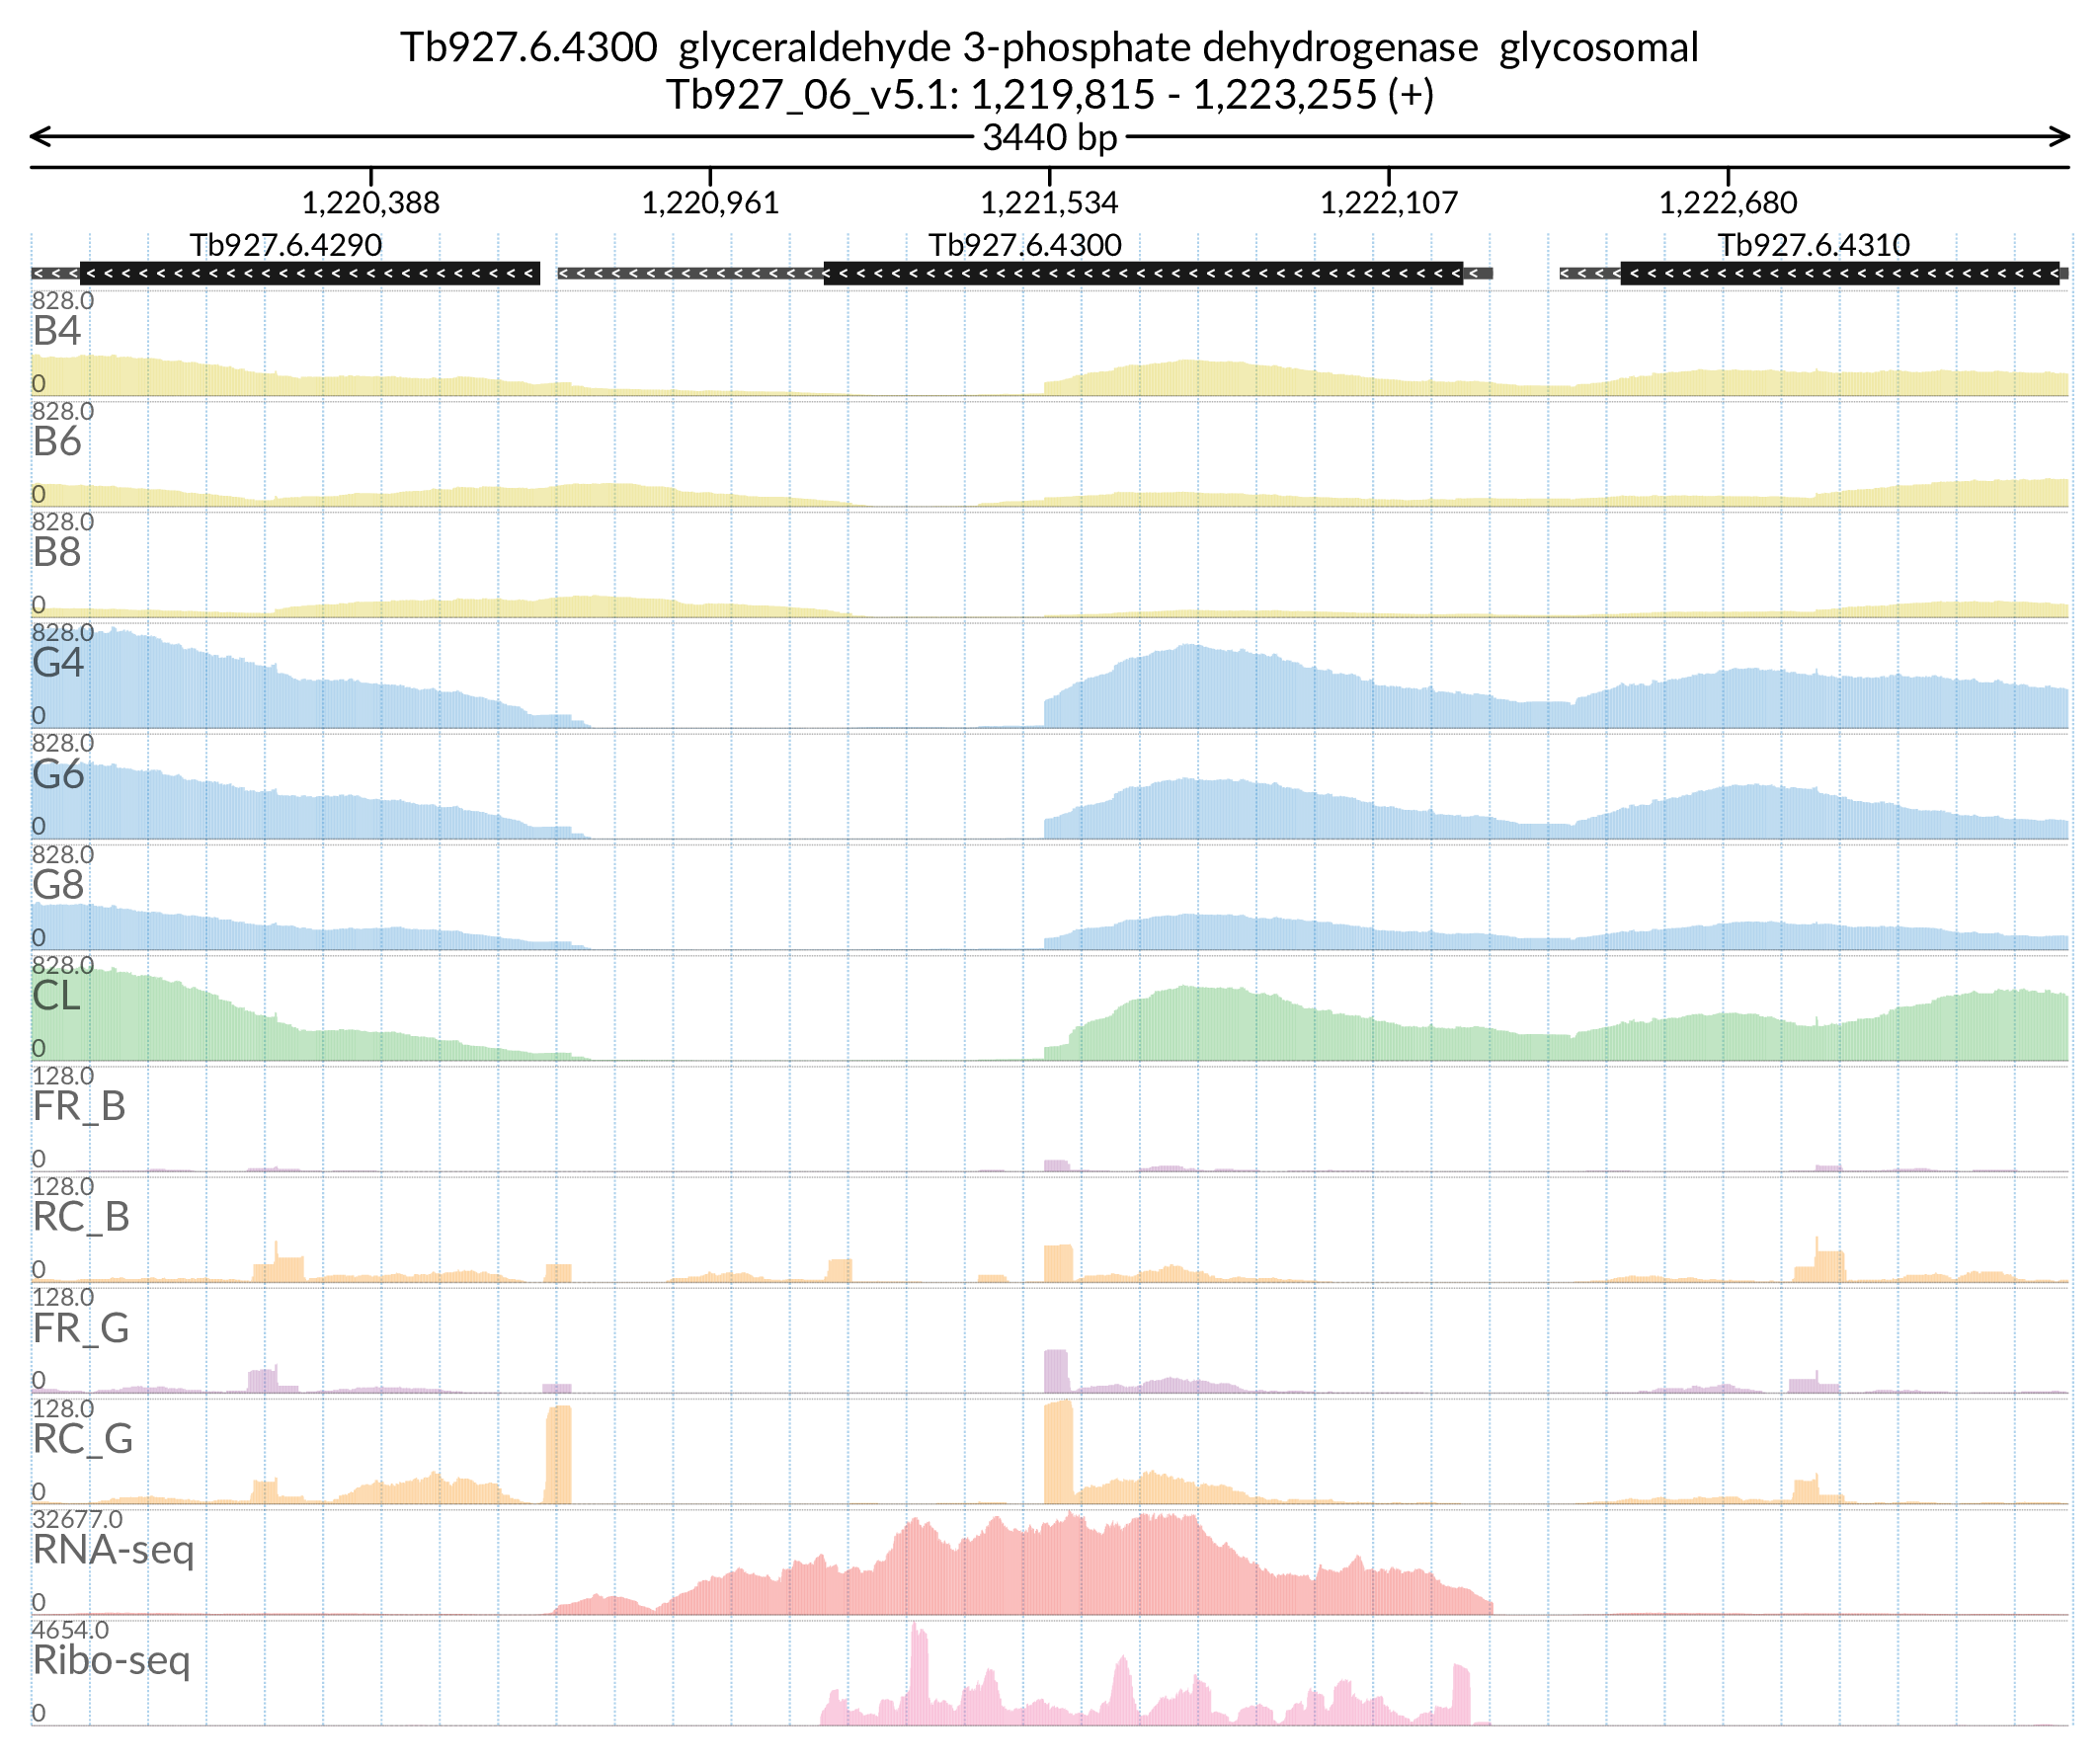 Tb927.6.4300  glyceraldehyde 3-phosphate dehydrogenase  glycosomal
Tb927_06_v5.1: 1,219,815 - 1,223,255 (+)
3440 bp
1,220,388 1,220,961 1,221,534 1,222,107 1,222,680
Tb927.6.4290 Tb927.6.4300 Tb927.6.4310
828.0
B4
0
828.0
B6
0
828.0
B8
0
828.0
G4
0
828.0
G6
0
828.0
G8
0
828.0
CL
0
128.0
FR_B
0
128.0
RC_B
0
128.0
FR_G
0
128.0
RC_G
0
32677.0
RNA-seq
0
4654.0
Ribo-seq
0